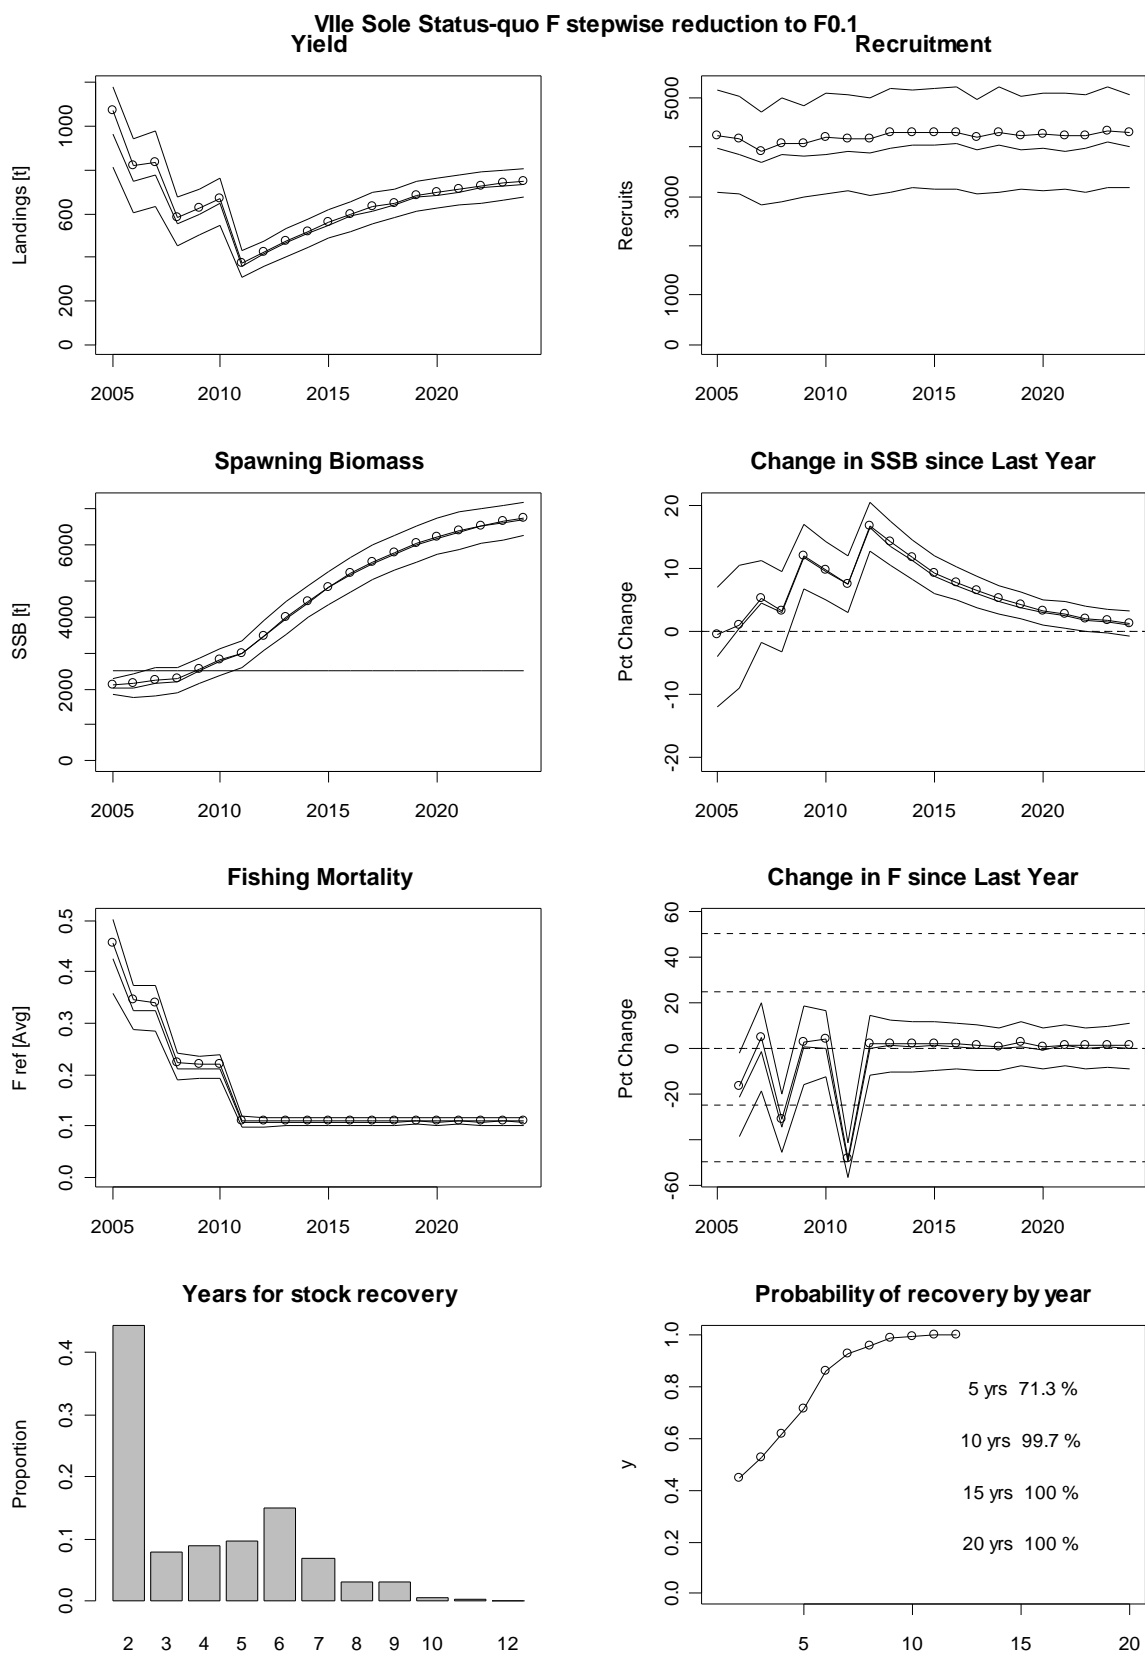 VIIe Sole Status-quo F stepwise reduction to F0.1
Yield
Landings [t]
0 200 600 1000
2005 2010 2015 2020
Recruitment
Recruits
0 1000 3000 5000
2005 2010 2015 2020
Spawning Biomass
SSB [t]
0 2000 4000 6000
2005 2010 2015 2020
Change in SSB since Last Year
Pct Change
-20 -10 0 10 20
2005 2010 2015 2020
Fishing Mortality
F ref [Avg]
0.0 0.1 0.2 0.3 0.4 0.5
2005 2010 2015 2020
Change in F since Last Year
Pct Change
-60 -20 0 20 40 60
2005 2010 2015 2020
Years for stock recovery
Proportion
0.0 0.1 0.2 0.3 0.4
2 3 4 5 6 7 8 9 10 12
Probability of recovery by year
y
0.0 0.2 0.4 0.6 0.8 1.0
5 yrs 71.3 %
10 yrs 99.7 %
15 yrs 100 %
20 yrs 100 %
5 10 15 20